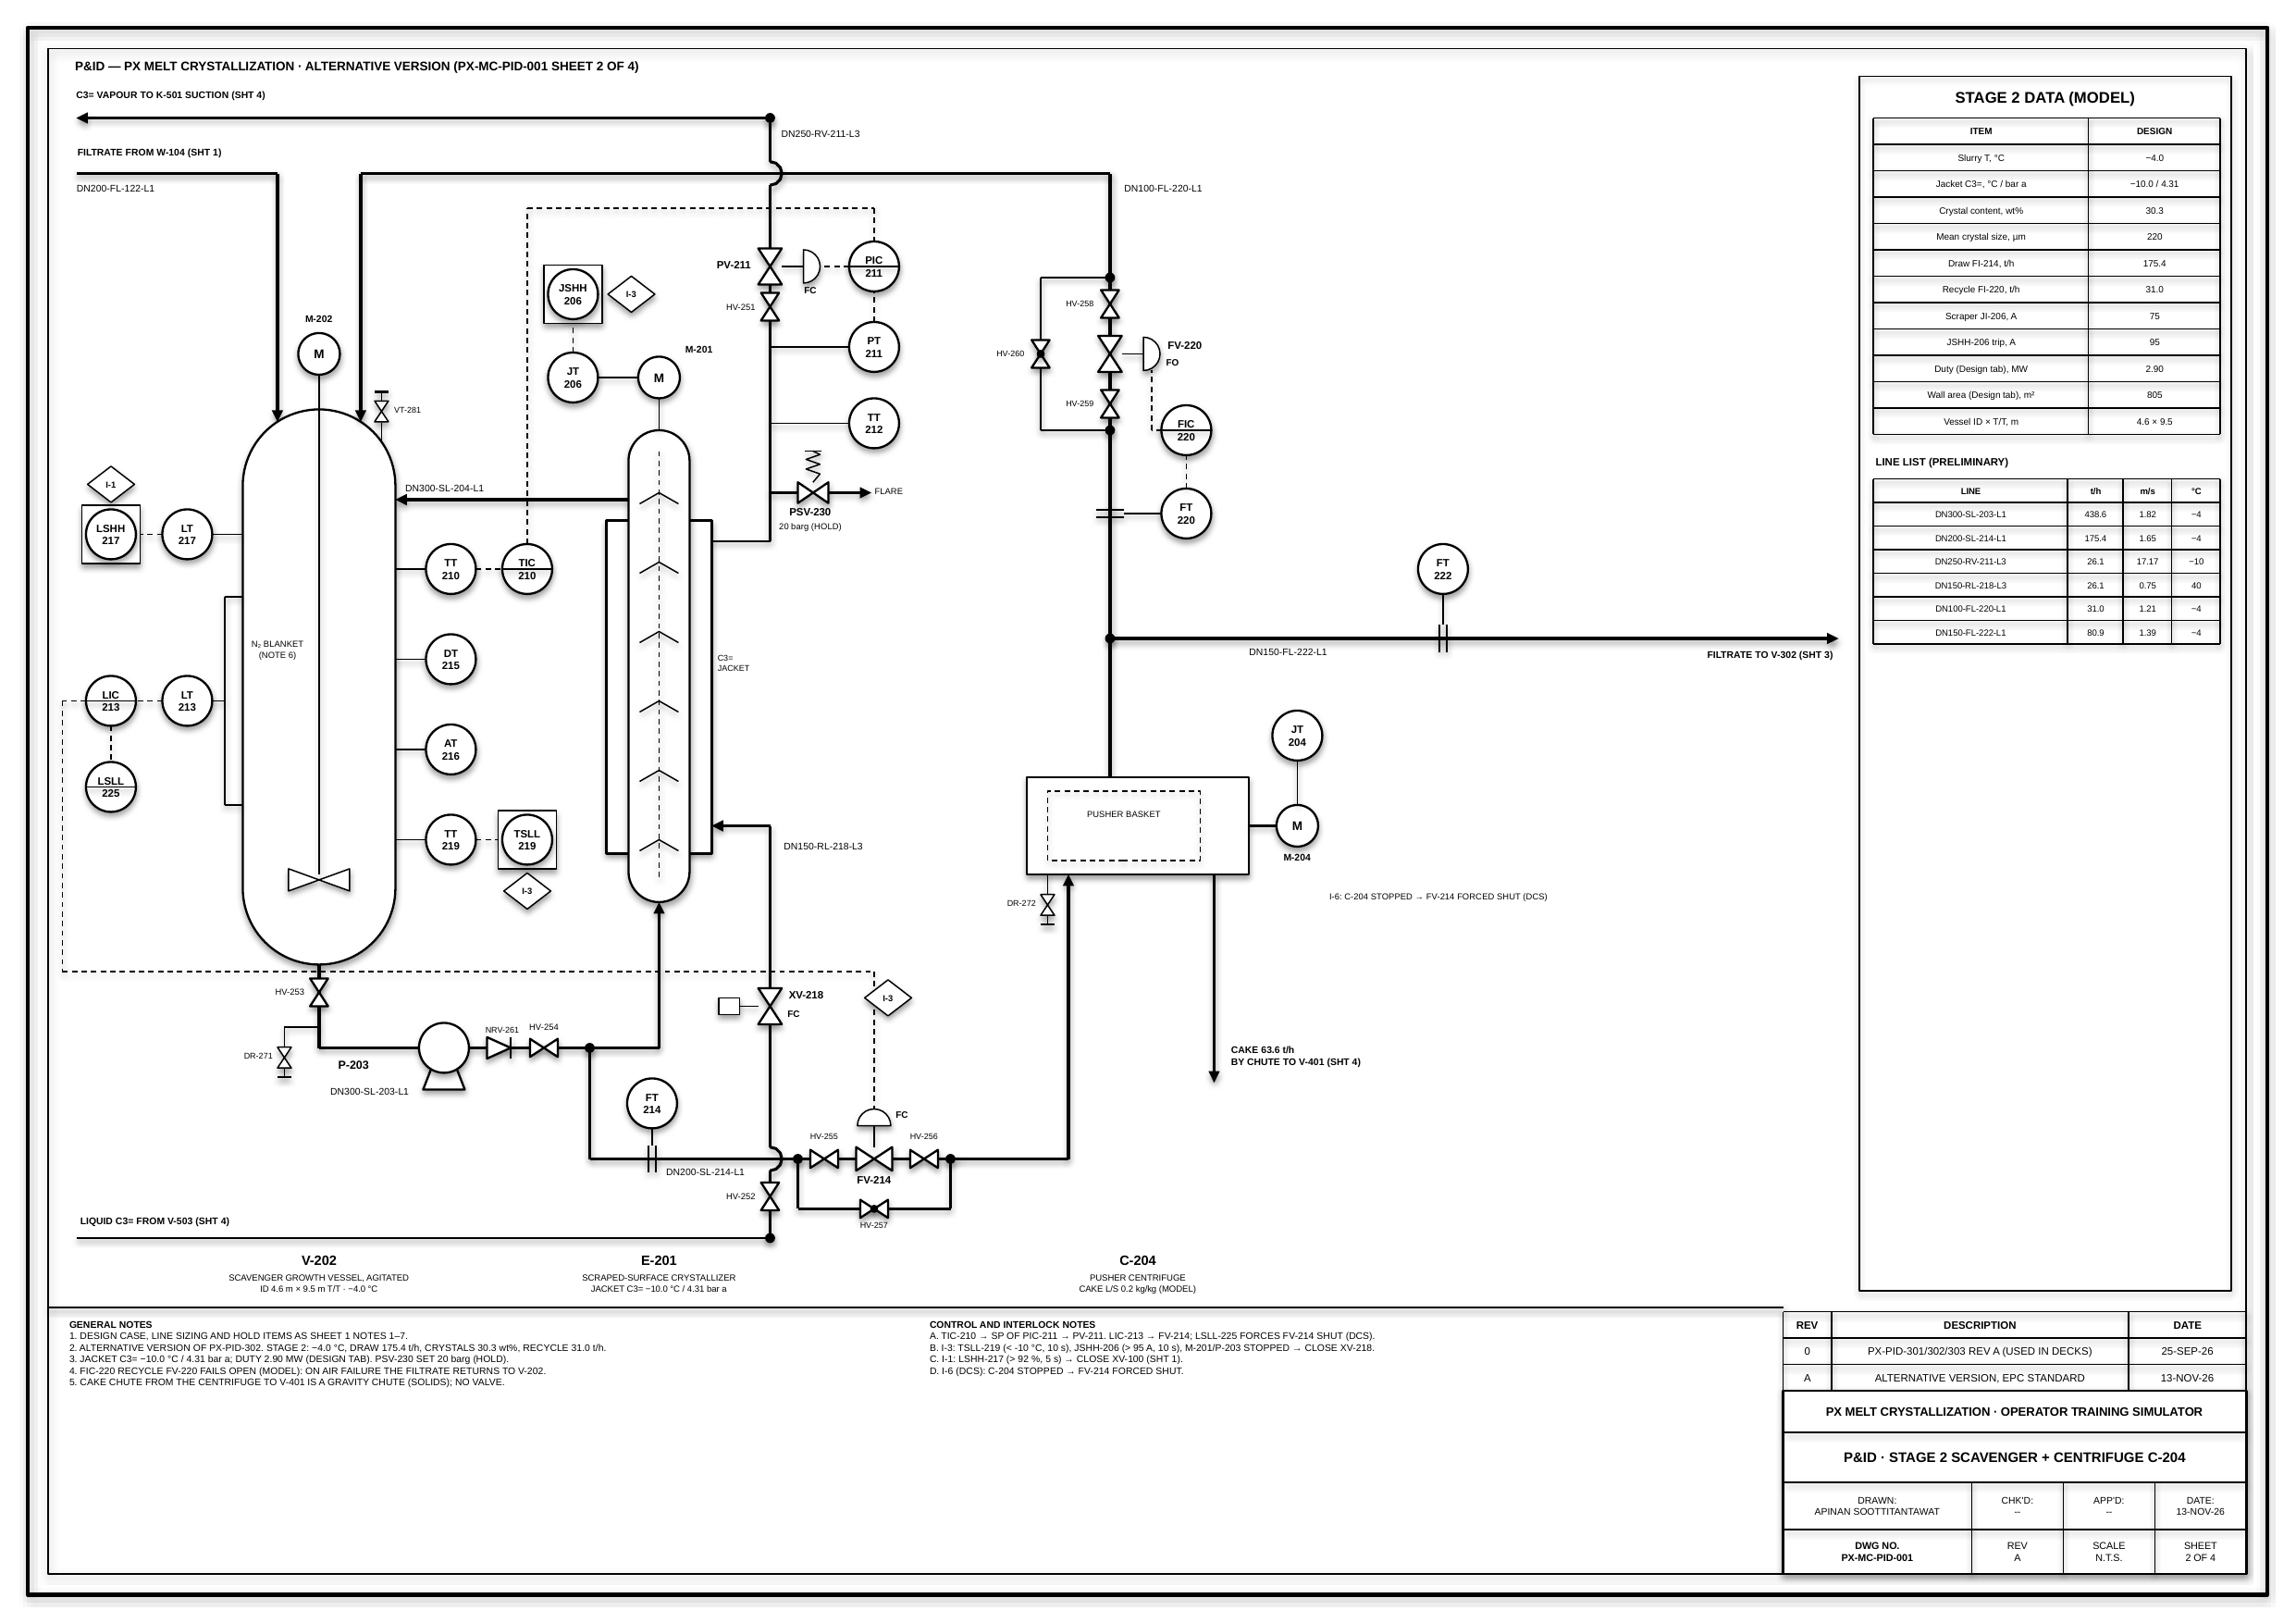 P&ID — PX MELT CRYSTALLIZATION · ALTERNATIVE VERSION (PX-MC-PID-001 SHEET 2 OF 4)
C3= VAPOUR TO K-501 SUCTION (SHT 4)
DN250-RV-211-L3
FILTRATE FROM W-104 (SHT 1)
DN200-FL-122-L1
DN100-FL-220-L1
PV-211
FC
PIC
211
HV-251
JSHH
206
I-3
M-202
M
M-201
M
JT
206
PT
211
TT
212
VT-281
HV-258
HV-260
FV-220
FO
HV-259
FIC
220
FT
220
I-1
LSHH
217
LT
217
DN300-SL-204-L1
FLARE
PSV-230
20 barg (HOLD)
TT
210
TIC
210
FT
222
N₂ BLANKET
(NOTE 6)
DT
215
C3=
JACKET
DN150-FL-222-L1
FILTRATE TO V-302 (SHT 3)
LIC
213
LT
213
AT
216
JT
204
LSLL
225
TT
219
TSLL
219
I-3
DN150-RL-218-L3
PUSHER BASKET
M
M-204
DR-272
I-6: C-204 STOPPED → FV-214 FORCED SHUT (DCS)
HV-253
XV-218
FC
I-3
DR-271
P-203
NRV-261
HV-254
DN300-SL-203-L1
CAKE 63.6 t/h
BY CHUTE TO V-401 (SHT 4)
FT
214
FC
HV-255
HV-256
DN200-SL-214-L1
FV-214
HV-252
HV-257
LIQUID C3= FROM V-503 (SHT 4)
V-202
SCAVENGER GROWTH VESSEL, AGITATED
ID 4.6 m × 9.5 m T/T · −4.0 °C
E-201
SCRAPED-SURFACE CRYSTALLIZER
JACKET C3= −10.0 °C / 4.31 bar a
C-204
PUSHER CENTRIFUGE
CAKE L/S 0.2 kg/kg (MODEL)
STAGE 2 DATA (MODEL)
ITEM DESIGN
Slurry T, °C −4.0
Jacket C3=, °C / bar a −10.0 / 4.31
Crystal content, wt% 30.3
Mean crystal size, µm 220
Draw FI-214, t/h 175.4
Recycle FI-220, t/h 31.0
Scraper JI-206, A 75
JSHH-206 trip, A 95
Duty (Design tab), MW 2.90
Wall area (Design tab), m² 805
Vessel ID × T/T, m 4.6 × 9.5
LINE LIST (PRELIMINARY)
LINE t/h m/s °C
DN300-SL-203-L1 438.6 1.82 −4
DN200-SL-214-L1 175.4 1.65 −4
DN250-RV-211-L3 26.1 17.17 −10
DN150-RL-218-L3 26.1 0.75 40
DN100-FL-220-L1 31.0 1.21 −4
DN150-FL-222-L1 80.9 1.39 −4
GENERAL NOTES
1. DESIGN CASE, LINE SIZING AND HOLD ITEMS AS SHEET 1 NOTES 1–7.
2. ALTERNATIVE VERSION OF PX-PID-302. STAGE 2: −4.0 °C, DRAW 175.4 t/h, CRYSTALS 30.3 wt%, RECYCLE 31.0 t/h.
3. JACKET C3= −10.0 °C / 4.31 bar a; DUTY 2.90 MW (DESIGN TAB). PSV-230 SET 20 barg (HOLD).
4. FIC-220 RECYCLE FV-220 FAILS OPEN (MODEL): ON AIR FAILURE THE FILTRATE RETURNS TO V-202.
5. CAKE CHUTE FROM THE CENTRIFUGE TO V-401 IS A GRAVITY CHUTE (SOLIDS); NO VALVE.
CONTROL AND INTERLOCK NOTES
A. TIC-210 → SP OF PIC-211 → PV-211. LIC-213 → FV-214; LSLL-225 FORCES FV-214 SHUT (DCS).
B. I-3: TSLL-219 (< -10 °C, 10 s), JSHH-206 (> 95 A, 10 s), M-201/P-203 STOPPED → CLOSE XV-218.
C. I-1: LSHH-217 (> 92 %, 5 s) → CLOSE XV-100 (SHT 1).
D. I-6 (DCS): C-204 STOPPED → FV-214 FORCED SHUT.
REV DESCRIPTION DATE
0 PX-PID-301/302/303 REV A (USED IN DECKS) 25-SEP-26
A ALTERNATIVE VERSION, EPC STANDARD 13-NOV-26
PX MELT CRYSTALLIZATION · OPERATOR TRAINING SIMULATOR
P&ID · STAGE 2 SCAVENGER + CENTRIFUGE C-204
DRAWN: CHK'D: APP'D: DATE:
APINAN SOOTTITANTAWAT -- -- 13-NOV-26
DWG NO. REV SCALE SHEET
PX-MC-PID-001 A N.T.S. 2 OF 4